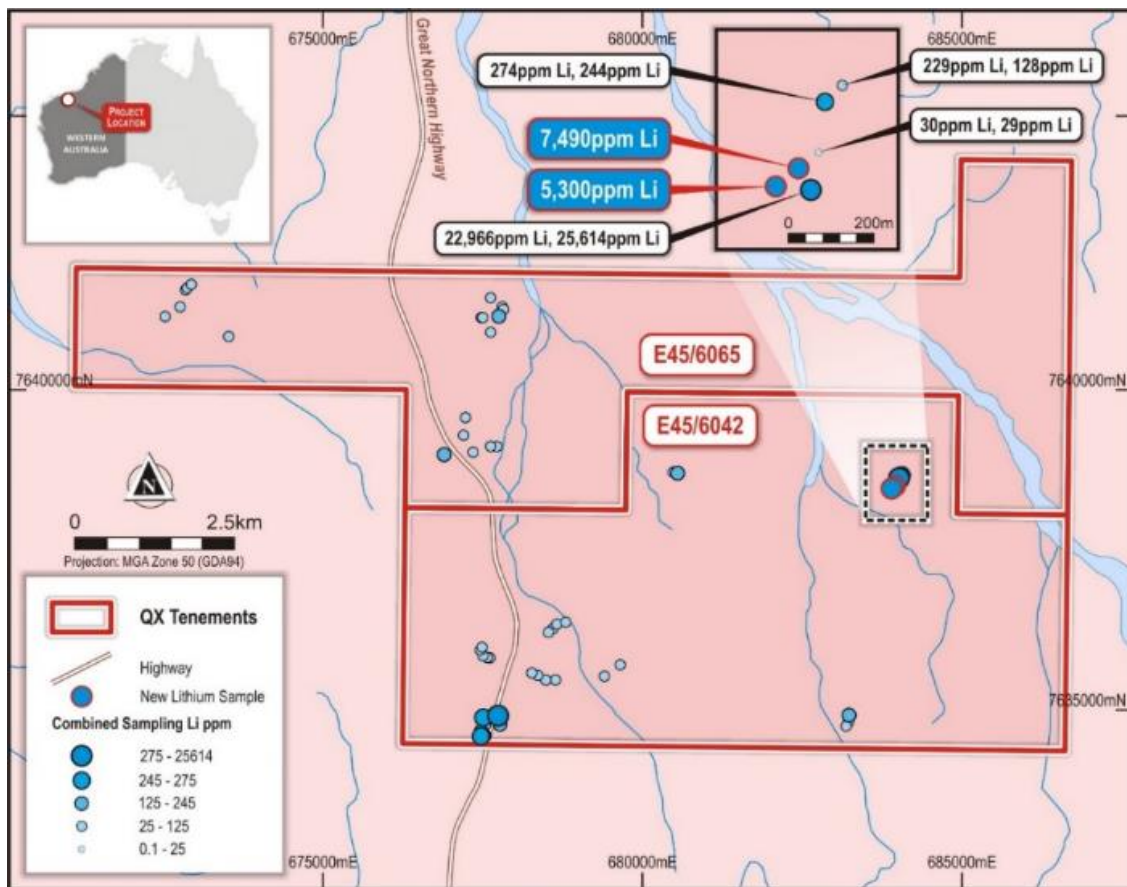 675000mE
680000mE
685000mE
Great Northern Highway
PROJECT
LOCATION
WESTERN
AUSTRALIA
274ppm Li, 244ppm Li
229ppm Li, 128ppm Li
30ppm Li, 29ppm Li
7,490ppm Li
5,300ppm Li
22,966ppm Li, 25,614ppm Li
0 200m
E45/6065
7640000mN
7640000mN
E45/6042
N
0 2.5km
Projection: MGA Zone 50 (GDA94)
QX Tenements
Highway
New Lithium Sample
Combined Sampling Li ppm
275 - 25614
245 - 275
125 - 245
25 - 125
0.1 - 25
7635000mN
675000mE
680000mE
685000mE